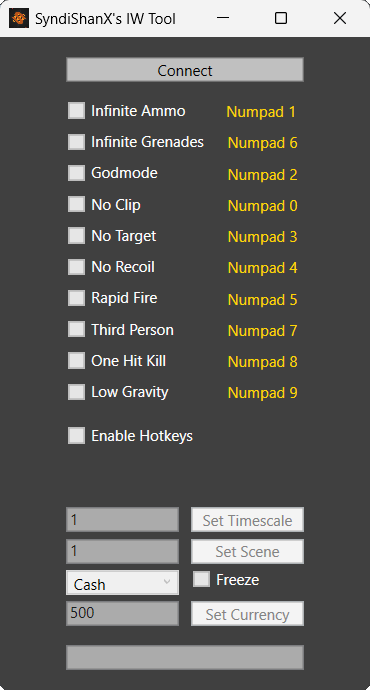 SyndiShanX's IW Tool
Connect
Infinite Ammo Numpad 1
Infinite Grenades Numpad 6
Godmode Numpad 2
No Clip Numpad 0
No Target Numpad 3
No Recoil Numpad 4
Rapid Fire Numpad 5
Third Person Numpad 7
One Hit Kill Numpad 8
Low Gravity Numpad 9
Enable Hotkeys
1 Set Timescale
1 Set Scene
Cash Freeze
500 Set Currency